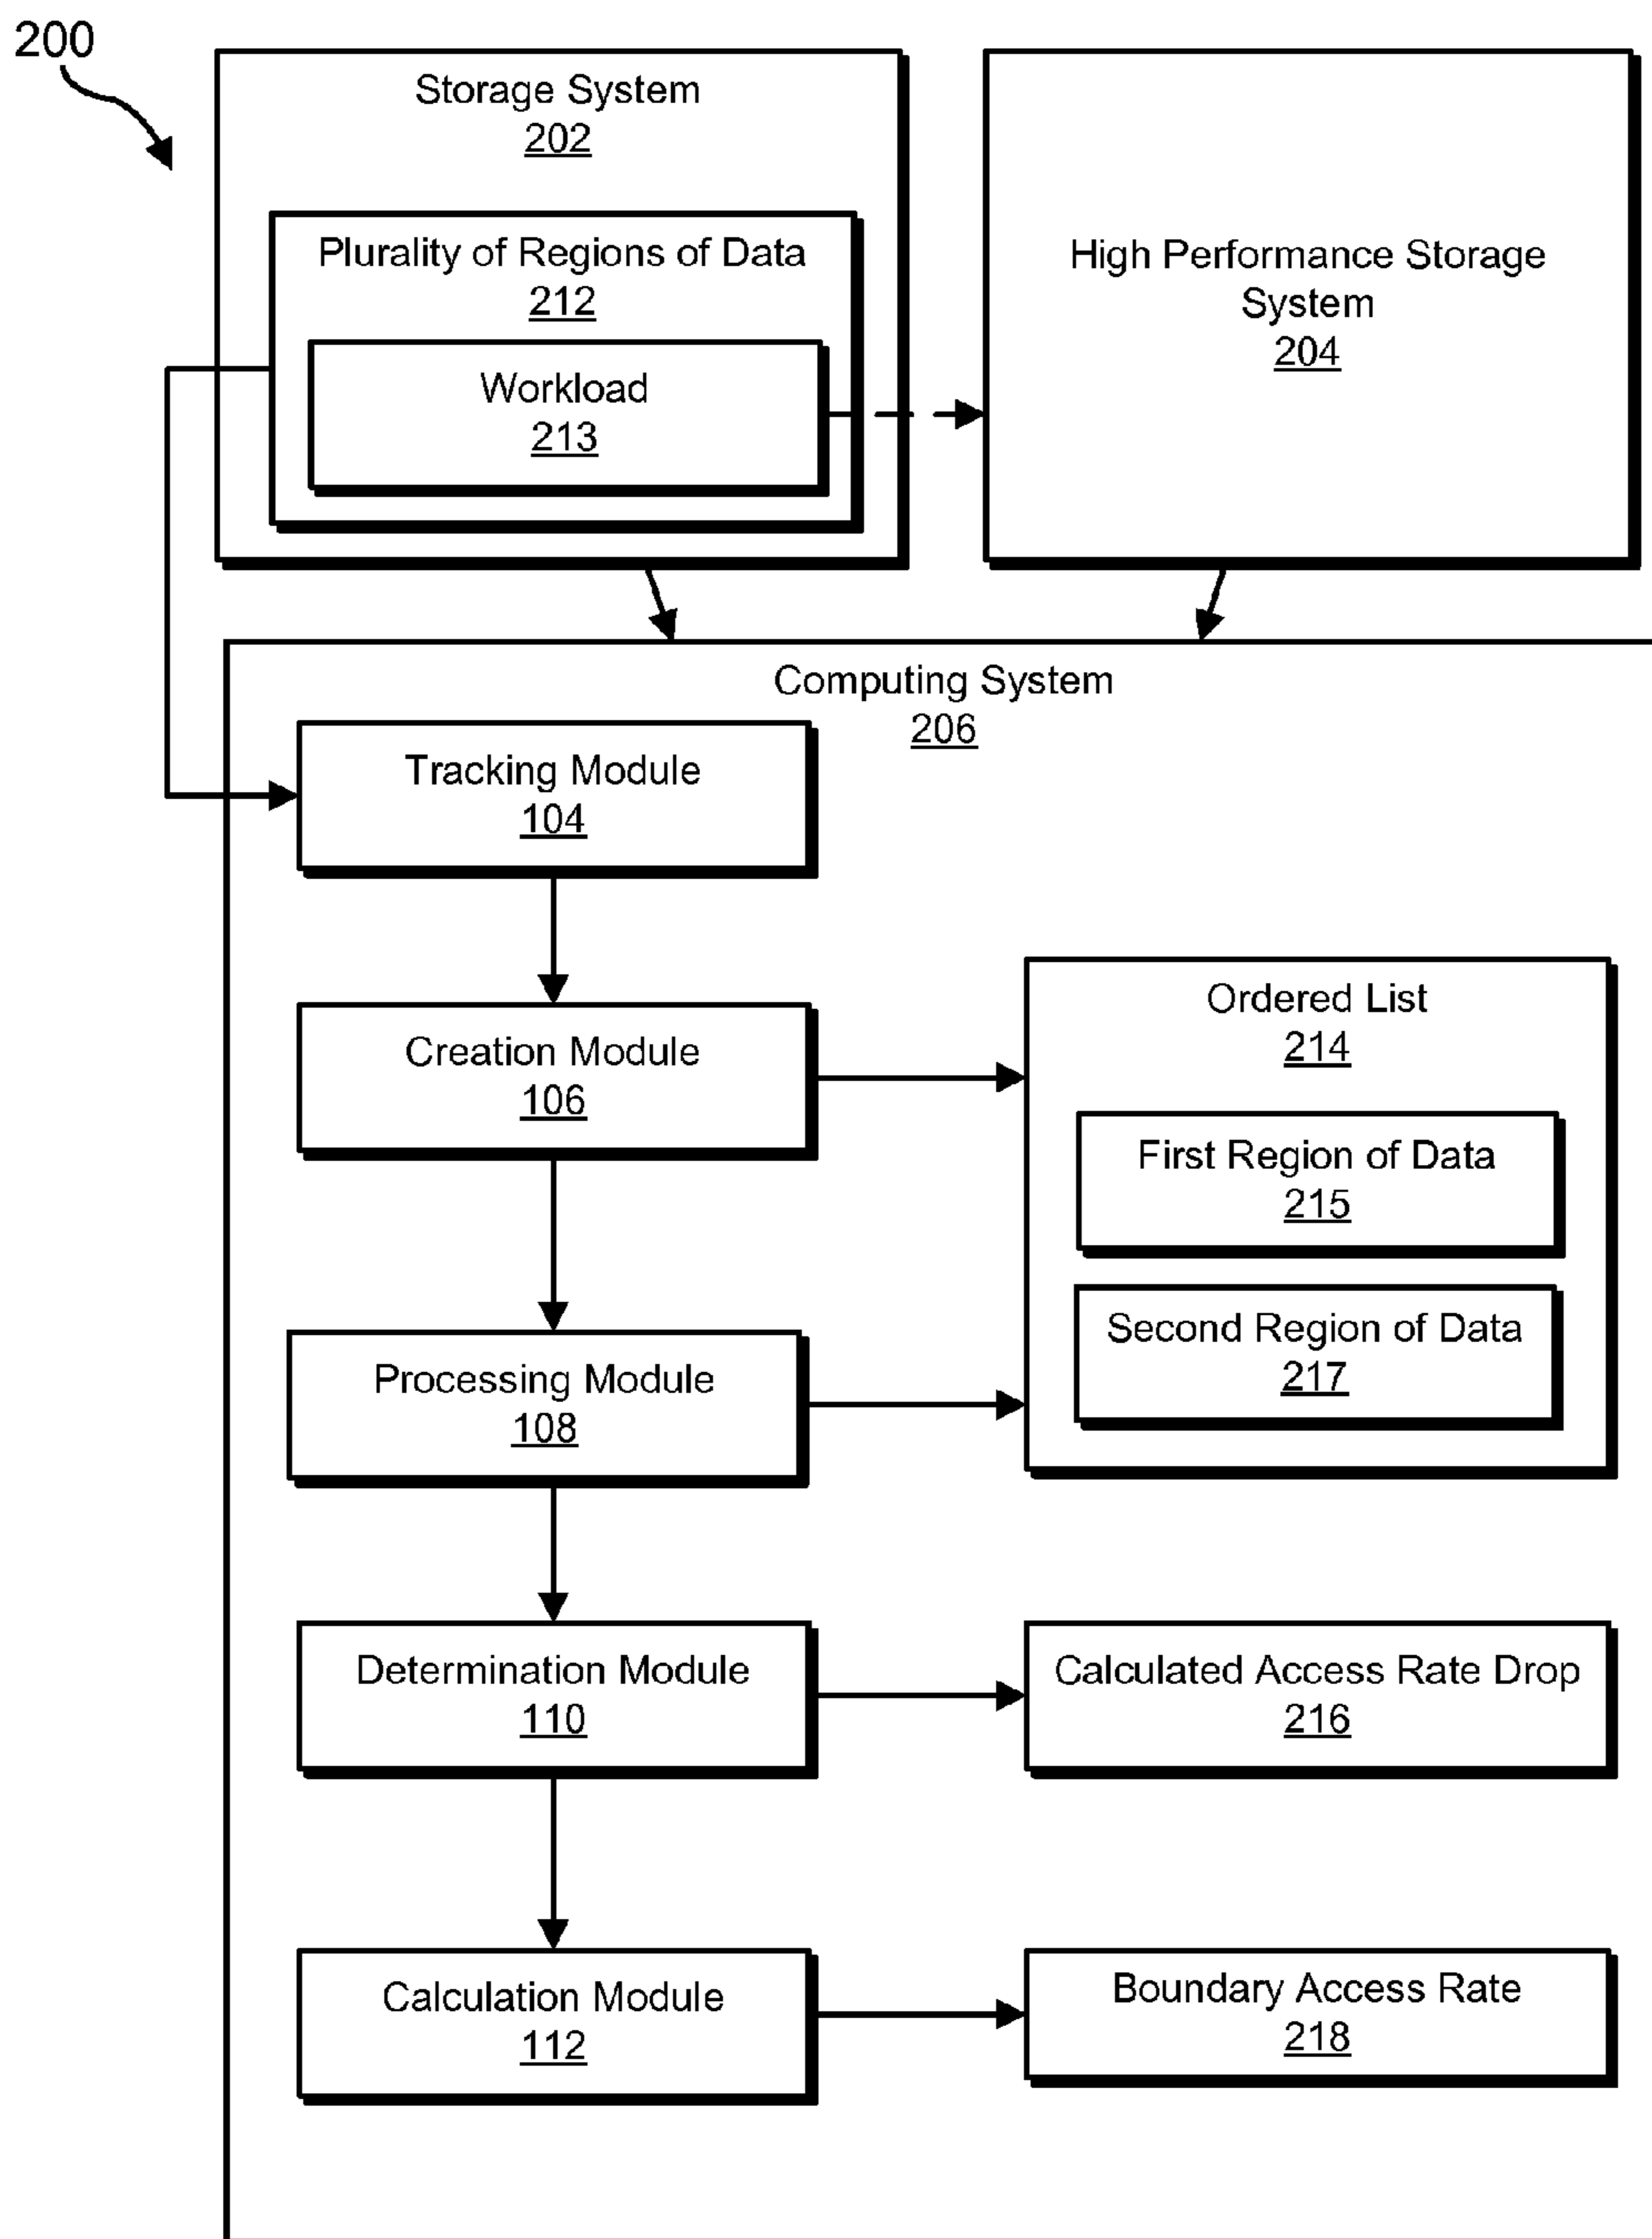 200
Storage System
202
Plurality of Regions of Data
212
Workload
213
High Performance Storage
System
204
Computing System
206
Tracking Module
104
Creation Module
106
Ordered List
214
First Region of Data
215
Second Region of Data
217
Processing Module
108
Determination Module
110
Calculated Access Rate Drop
216
Calculation Module
112
Boundary Access Rate
218